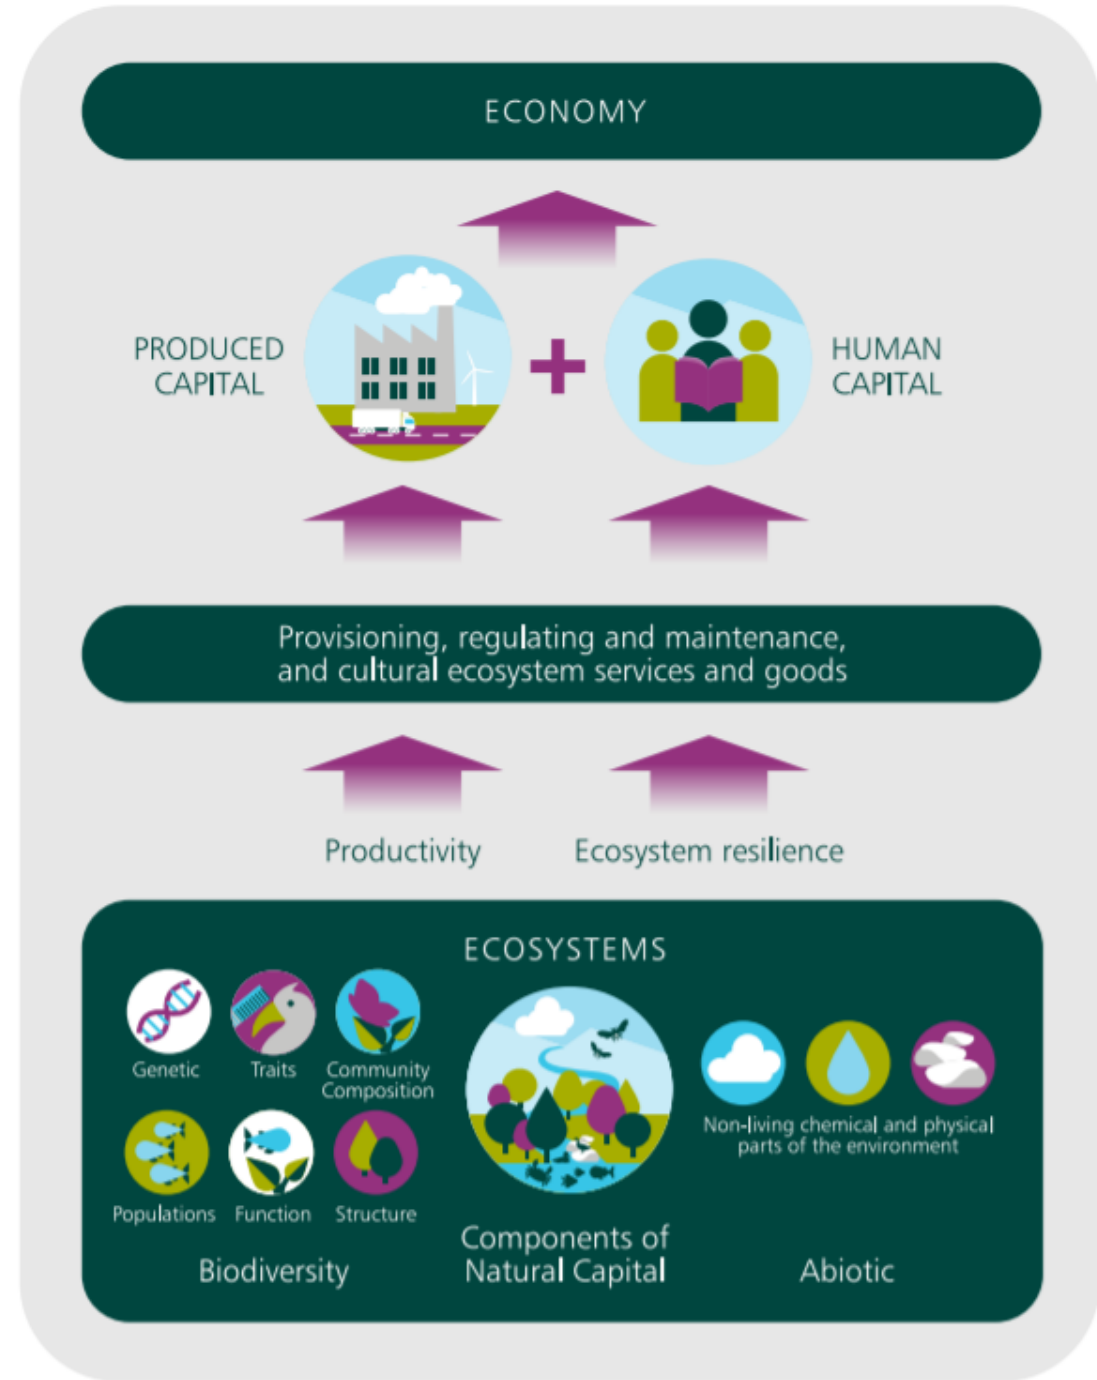 ECONOMY
PRODUCED
CAPITAL
HUMAN
CAPITAL
Provisioning, regulating and maintenance,
and cultural ecosystem services and goods
Productivity
Ecosystem resilience
ECOSYSTEMS
Genetic
Traits
Community
Composition
Populations
Function
Structure
Biodiversity
Components of
Natural Capital
Non-living chemical and physical
parts of the environment
Abiotic